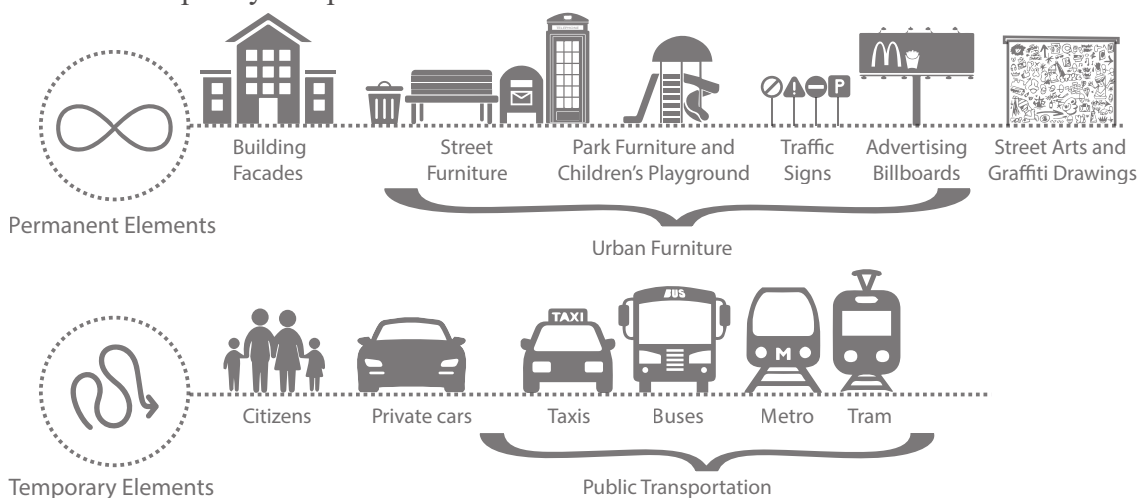 Building
Facades
Street
Furniture
Park Furniture and
Children's Playground
Traffic
Signs
Advertising
Billboards
Street Arts and
Graffiti Drawings
P
Permanent Elements
Urban Furniture
TAXI
BUS
M
Citizens
Private cars
Taxis
Buses
Metro
Tram
Temporary Elements
Public Transportation